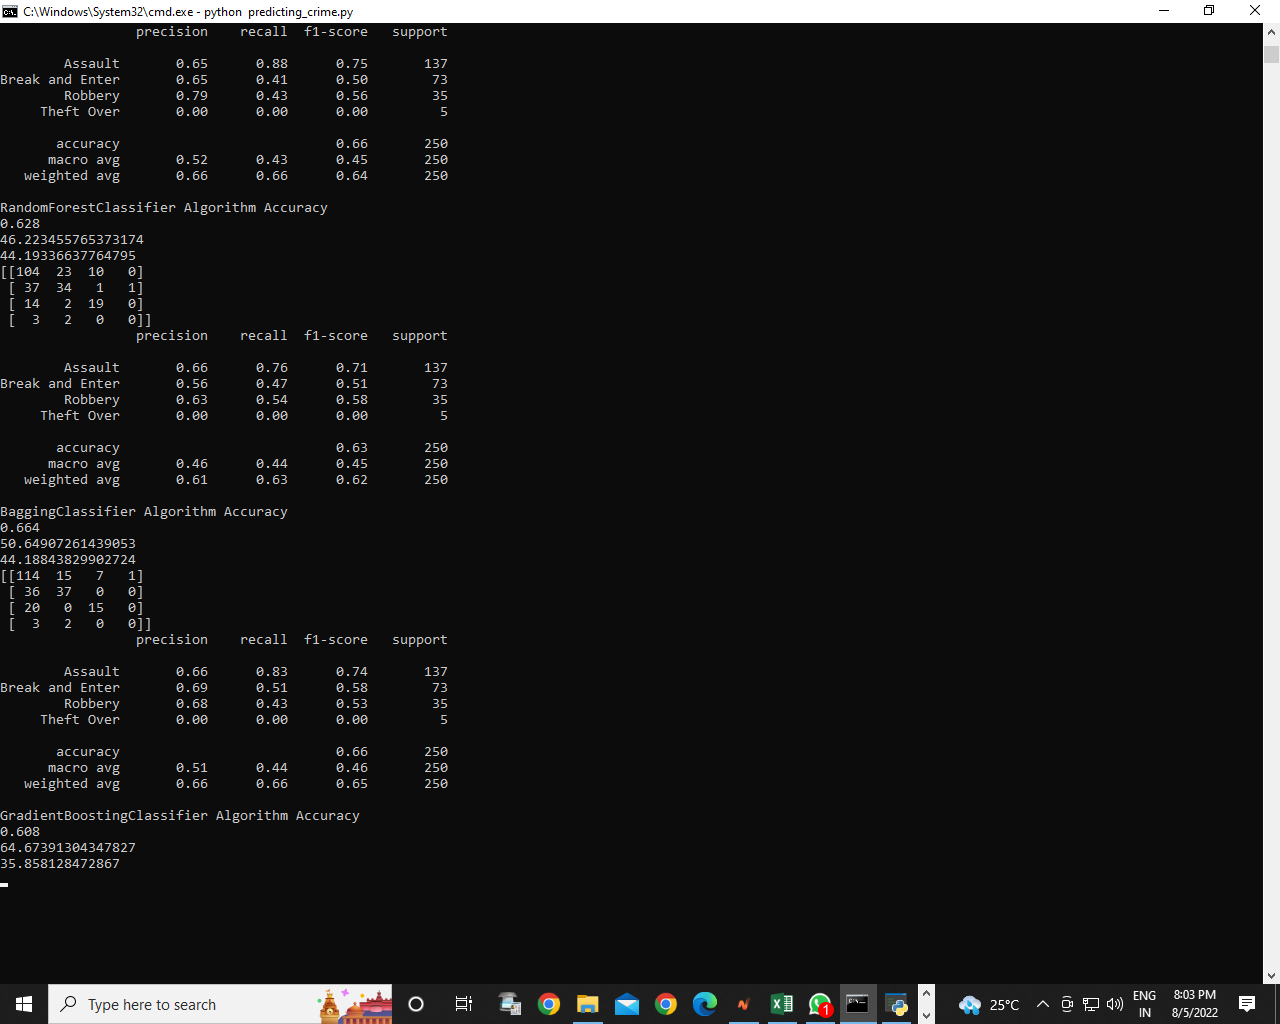 C:\Windows\System32\cmd.exe - python  predicting_crime.py
precision    recall  f1-score   support
Assault       0.65      0.88      0.75       137
Break and Enter       0.65      0.41      0.50        73
Robbery       0.79      0.43      0.56        35
Theft Over       0.00      0.00      0.00         5
accuracy                           0.66       250
macro avg       0.52      0.43      0.45       250
weighted avg       0.66      0.66      0.64       250
RandomForestClassifier Algorithm Accuracy
0.628
46.223455765373174
44.19336637764795
[[104  23  10   0]
[ 37  34   1   1]
[ 14   2  19   0]
[  3   2   0   0]]
precision    recall  f1-score   support
Assault       0.66      0.76      0.71       137
Break and Enter       0.56      0.47      0.51        73
Robbery       0.63      0.54      0.58        35
Theft Over       0.00      0.00      0.00         5
accuracy                           0.63       250
macro avg       0.46      0.44      0.45       250
weighted avg       0.61      0.63      0.62       250
BaggingClassifier Algorithm Accuracy
0.664
50.64907261439053
44.18843829902724
[[114  15   7   1]
[ 36  37   0   0]
[ 20   0  15   0]
[  3   2   0   0]]
precision    recall  f1-score   support
Assault       0.66      0.83      0.74       137
Break and Enter       0.69      0.51      0.58        73
Robbery       0.68      0.43      0.53        35
Theft Over       0.00      0.00      0.00         5
accuracy                           0.66       250
macro avg       0.51      0.44      0.46       250
weighted avg       0.66      0.66      0.65       250
GradientBoostingClassifier Algorithm Accuracy
0.608
64.67391304347827
35.858128472867
Type here to search
1
25°C
ENG
IN
8:03 PM
8/5/2022